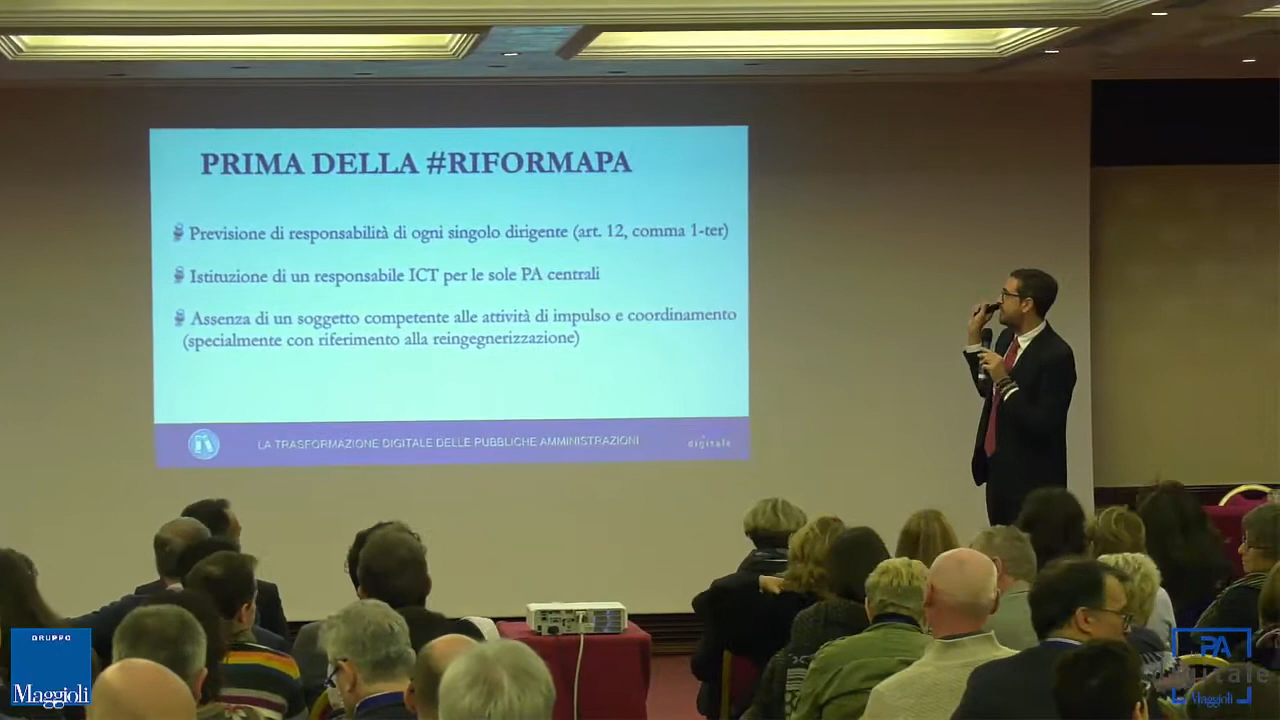 PRIMA DELLA #RIFORMAPA
Previsione di responsabilità di ogni singolo dirigente (art. 12, comma 1-ter)
Istituzione di un responsabile ICT per le sole PA centrali
Assenza di un soggetto competente alle attività di impulso e coordinamento
(specialmente con riferimento alla reingegnerizzazione)
LA TRASFORMAZIONE DIGITALE DELLE PUBBLICHE AMMINISTRAZIONI
digitale
GRUPPO
Maggioli
PA
digitale
Maggioli